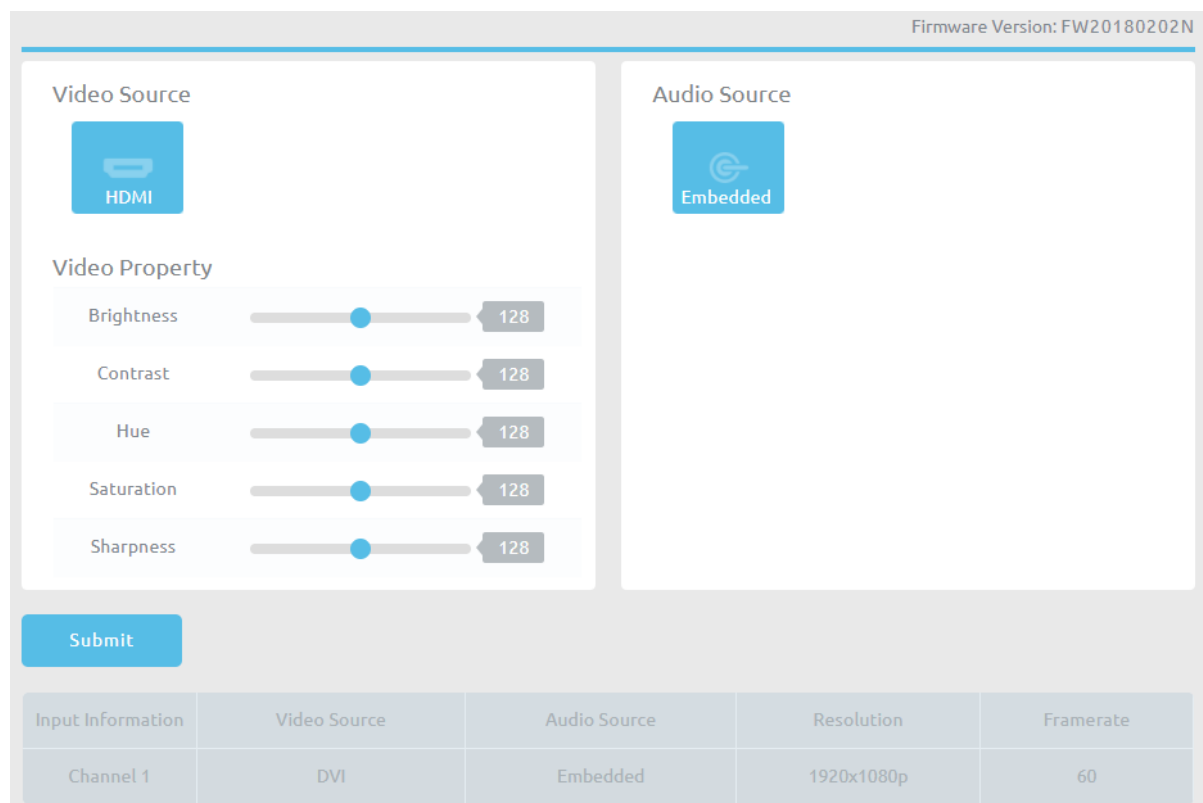 Firmware Version: FW20180202N
Video Source
HDMI
Video Property
Brightness 128
Contrast 128
Hue 128
Saturation 128
Sharpness 128
Audio Source
Embedded
Submit
Input Information Video Source Audio Source Resolution Framerate
Channel 1 DVI Embedded 1920x1080p 60